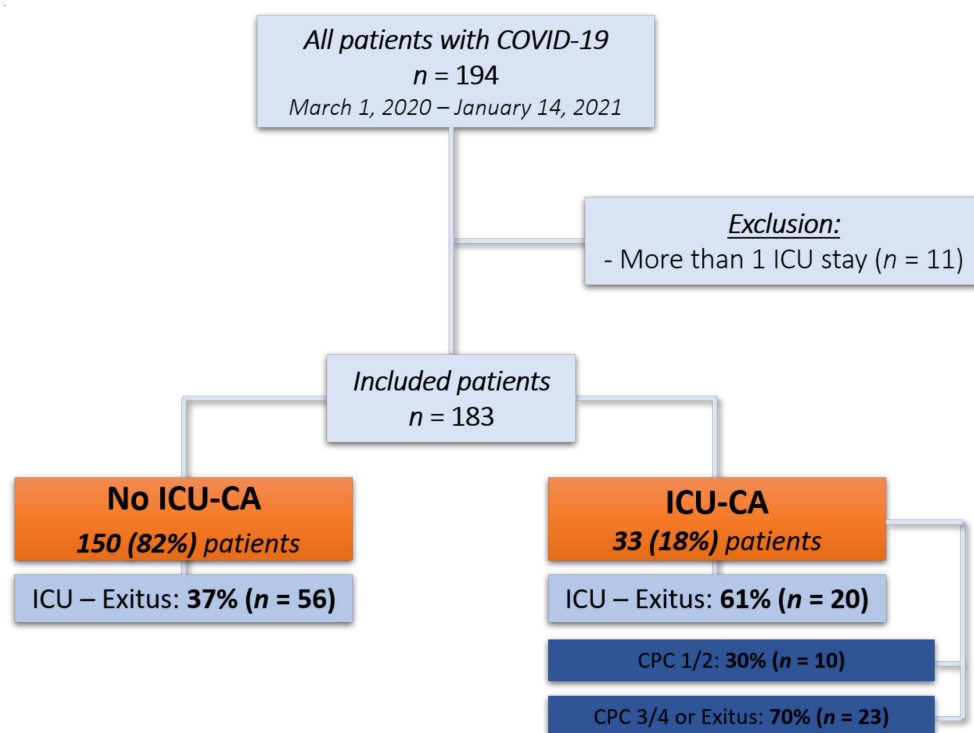 All patients with COVID-19
n = 194
March 1, 2020 – January 14, 2021
Exclusion:
- More than 1 ICU stay (n = 11)
Included patients
n = 183
No ICU-CA
150 (82%) patients
ICU – Exitus: 37% (n = 56)
ICU-CA
33 (18%) patients
ICU – Exitus: 61% (n = 20)
CPC 1/2: 30% (n = 10)
CPC 3/4 or Exitus: 70% (n = 23)